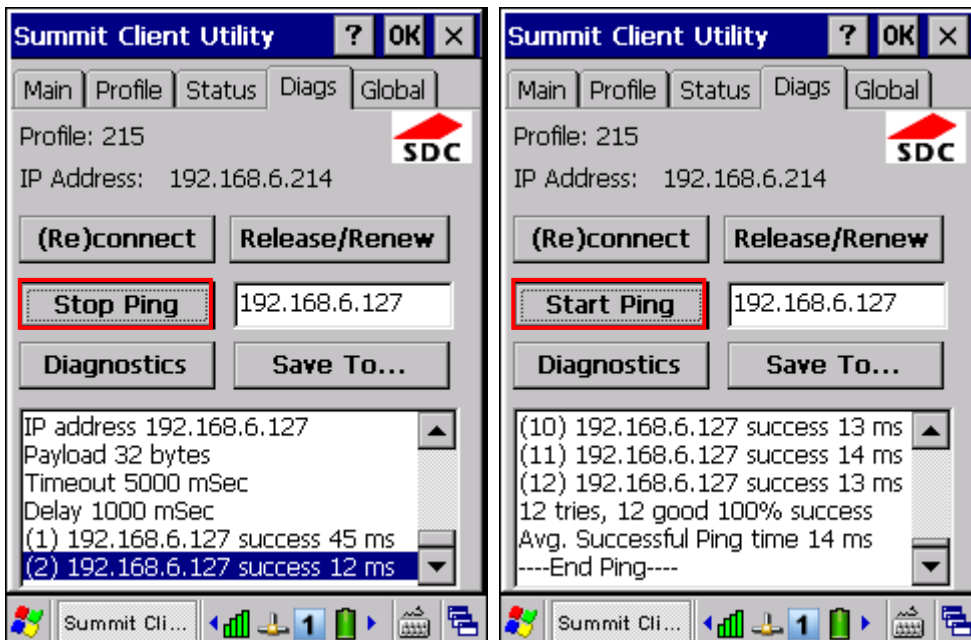 Summit Client Utility ? OK ×
Main Profile Status Diags Global
Profile: 215
SDC
IP Address: 192.168.6.214
(Re)connect Release/Renew
Stop Ping 192.168.6.127
Diagnostics Save To...
IP address 192.168.6.127
Payload 32 bytes
Timeout 5000 mSec
Delay 1000 mSec
(1) 192.168.6.127 success 45 ms
(2) 192.168.6.127 success 12 ms
Summit Cli... 1
Summit Client Utility ? OK ×
Main Profile Status Diags Global
Profile: 215
SDC
IP Address: 192.168.6.214
(Re)connect Release/Renew
Start Ping 192.168.6.127
Diagnostics Save To...
(10) 192.168.6.127 success 13 ms
(11) 192.168.6.127 success 14 ms
(12) 192.168.6.127 success 13 ms
12 tries, 12 good 100% success
Avg. Successful Ping time 14 ms
----End Ping----
Summit Cli... 1